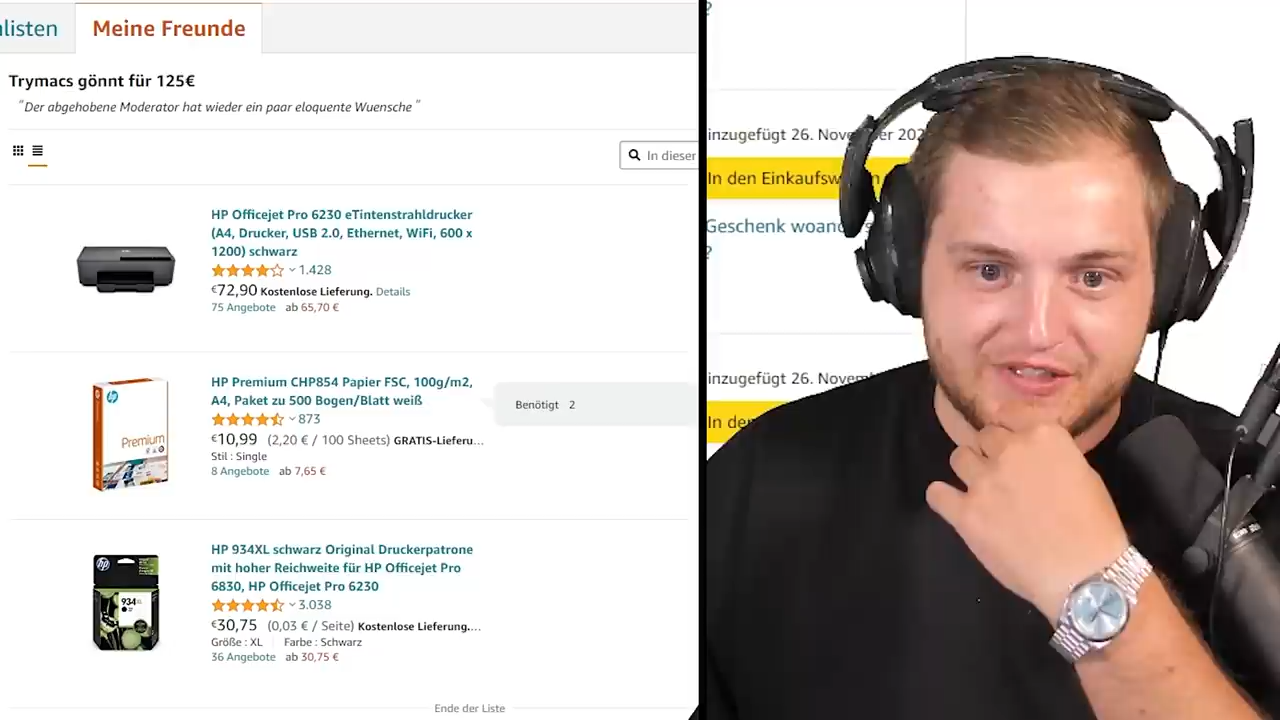 listen
Meine Freunde
Trymacs gönnt für 125€
"Der abgehobene Moderator hat wieder ein paar eloquente Wuensche"
In dieser
HP Officejet Pro 6230 eTintenstrahldrucker
(A4, Drucker, USB 2.0, Ethernet, WiFi, 600 x
1200) schwarz
1.428
€72,90 Kostenlose Lieferung. Details
75 Angebote ab 65,70 €
HP Premium CHP854 Papier FSC, 100g/m2,
A4, Paket zu 500 Bogen/Blatt weiß
873
€10,99 (2,20 € / 100 Sheets) GRATIS-Lieferu…
Stil : Single
8 Angebote ab 7,65 €
Benötigt 2
hp
Premium
HP 934XL schwarz Original Druckerpatrone
mit hoher Reichweite für HP Officejet Pro
6830, HP Officejet Pro 6230
3.038
€30,75 (0,03 € / Seite) Kostenlose Lieferung.…
Größe : XL Farbe : Schwarz
36 Angebote ab 30,75 €
hp
934
Ende der Liste
?
inzugefügt 26. November 202
In den Einkaufsw
Geschenk woan
?
inzugefügt 26. Novem
In den